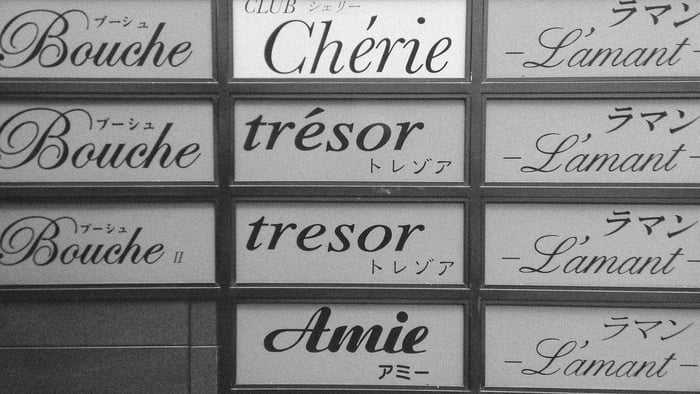 ブーシュ
Bouche
CLUB シェリー
Chérie
ラマン
-L'amant-
ブーシュ
Bouche
trésor
トレゾア
ラマン
-L'amant-
ブーシュ
Bouche II
tresor
トレゾア
ラマン
-L'amant-
Amie
アミー
ラマン
-L'amant-